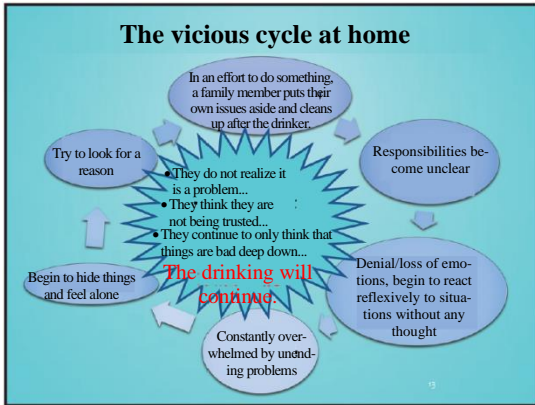 The vicious cycle at home
In an effort to do something,
a family member puts their
own issues aside and cleans
up after the drinker.
Responsibilities be-
come unclear
Denial/loss of emo-
tions, begin to react
reflexively to situa-
tions without any
thought
Constantly over-
whelmed by unend-
ing problems
Begin to hide things
and feel alone
Try to look for a
reason
• They do not realize it
is a problem...
• They think they are
not being trusted...
• They continue to only think that
things are bad deep down...
The drinking will
continue.
13